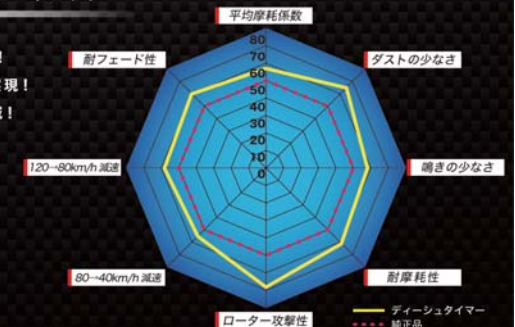 平均摩耗係数
！
耐フェード性
ダストの少なさ
現！
！
80
70
60
50
40
30
20
10
0
120→80km/h 減速
鳴きの少なさ
80→40km/h 減速
耐摩耗性
ローター攻撃性
ディーシュタイマー
純正品